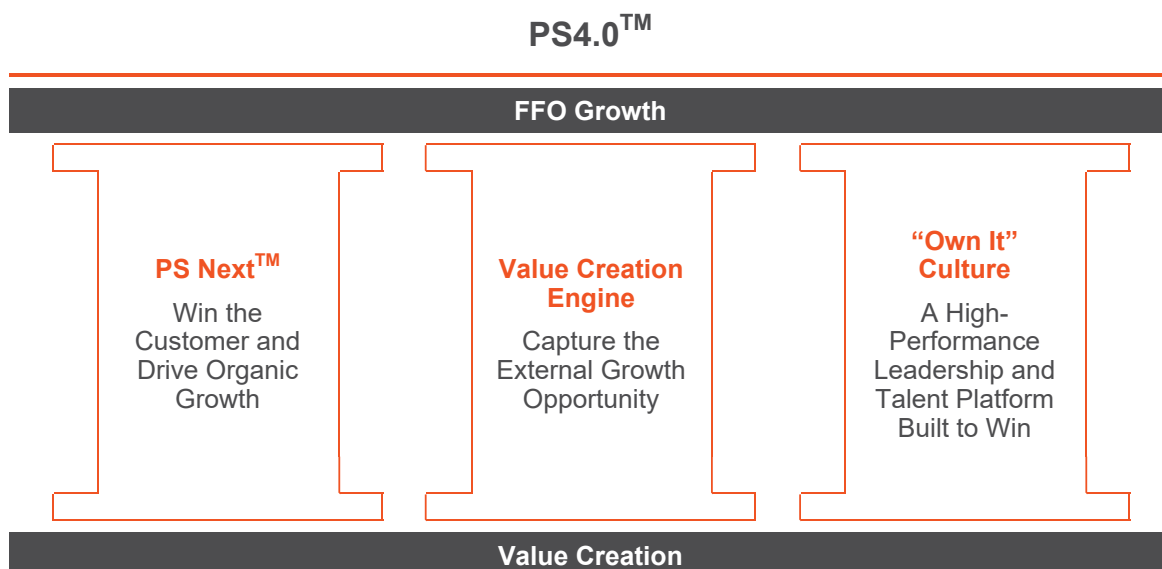 PS4.0™
FFO Growth
PS Next™
Win the
Customer and
Drive Organic
Growth
Value Creation
Engine
Capture the
External Growth
Opportunity
“Own It”
Culture
A High-
Performance
Leadership and
Talent Platform
Built to Win
Value Creation